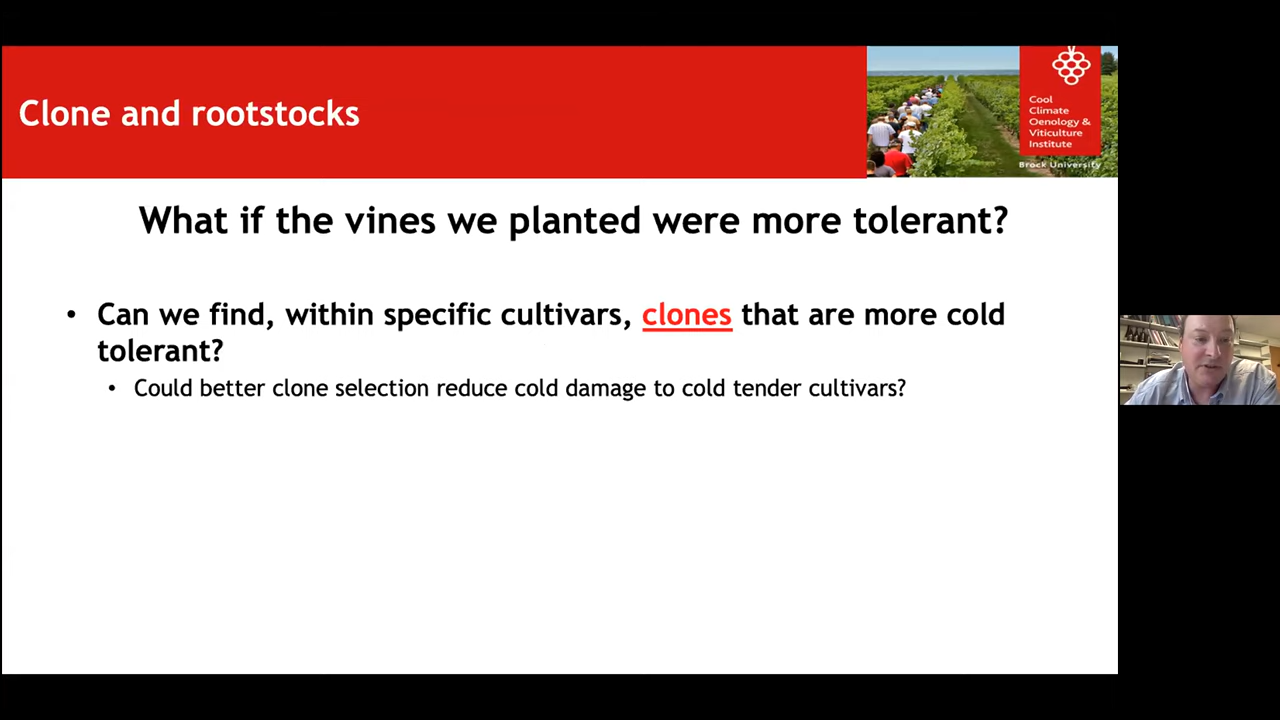 Clone and rootstocks
Cool
Climate
Oenology &
Viticulture
Institute
Brock University
What if the vines we planted were more tolerant?
• Can we find, within specific cultivars, clones that are more cold
tolerant?
• Could better clone selection reduce cold damage to cold tender cultivars?